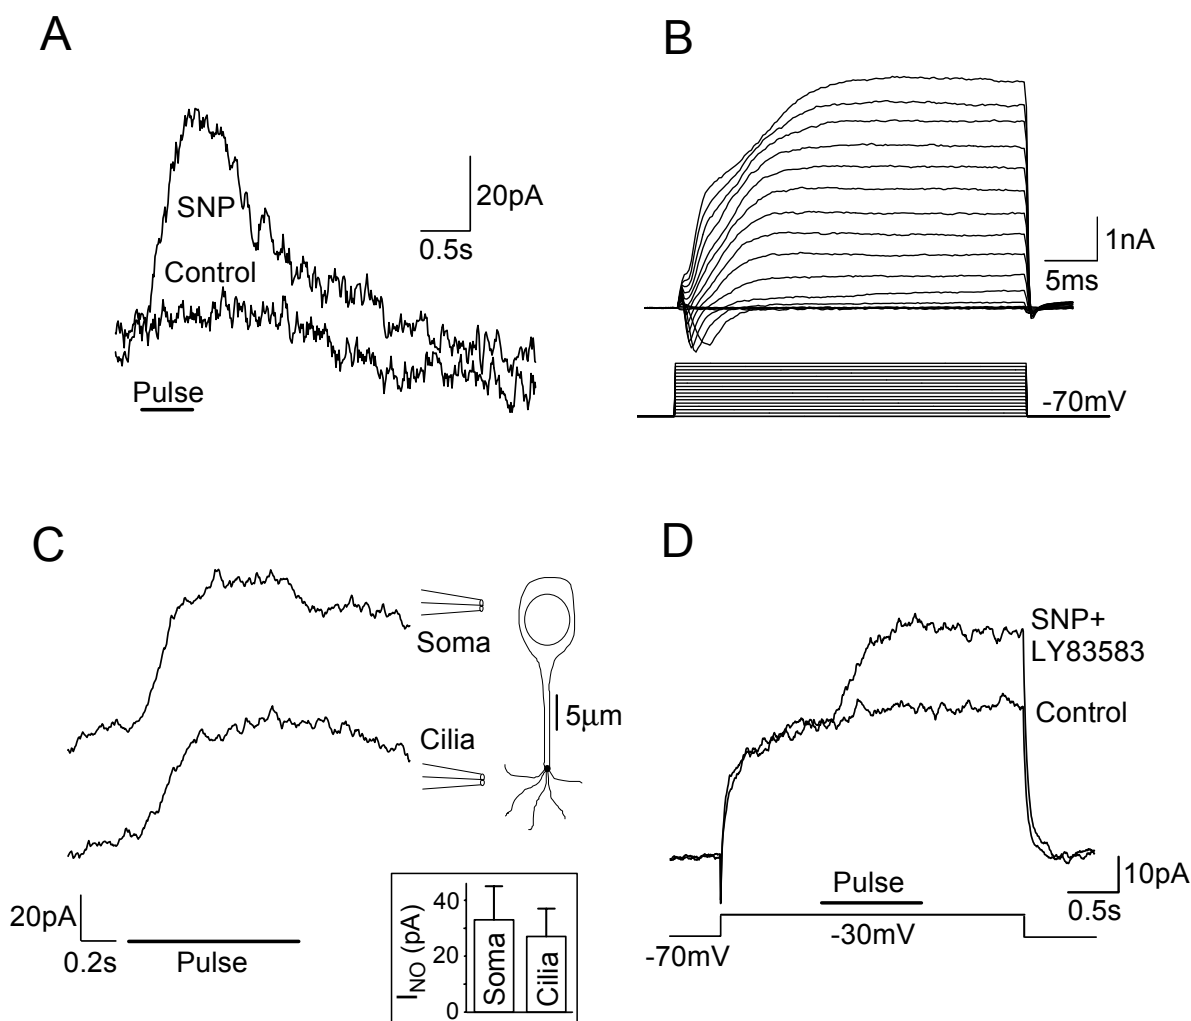 A
SNP
Control
20pA
0.5s
Pulse
B
1nA
5ms
-70mV
C
Soma
Cilia
5μm
20pA
0.2s
Pulse
I_NO (pA)
40
20
0
Soma
Cilia
D
SNP+
LY83583
Control
10pA
0.5s
Pulse
-70mV
-30mV